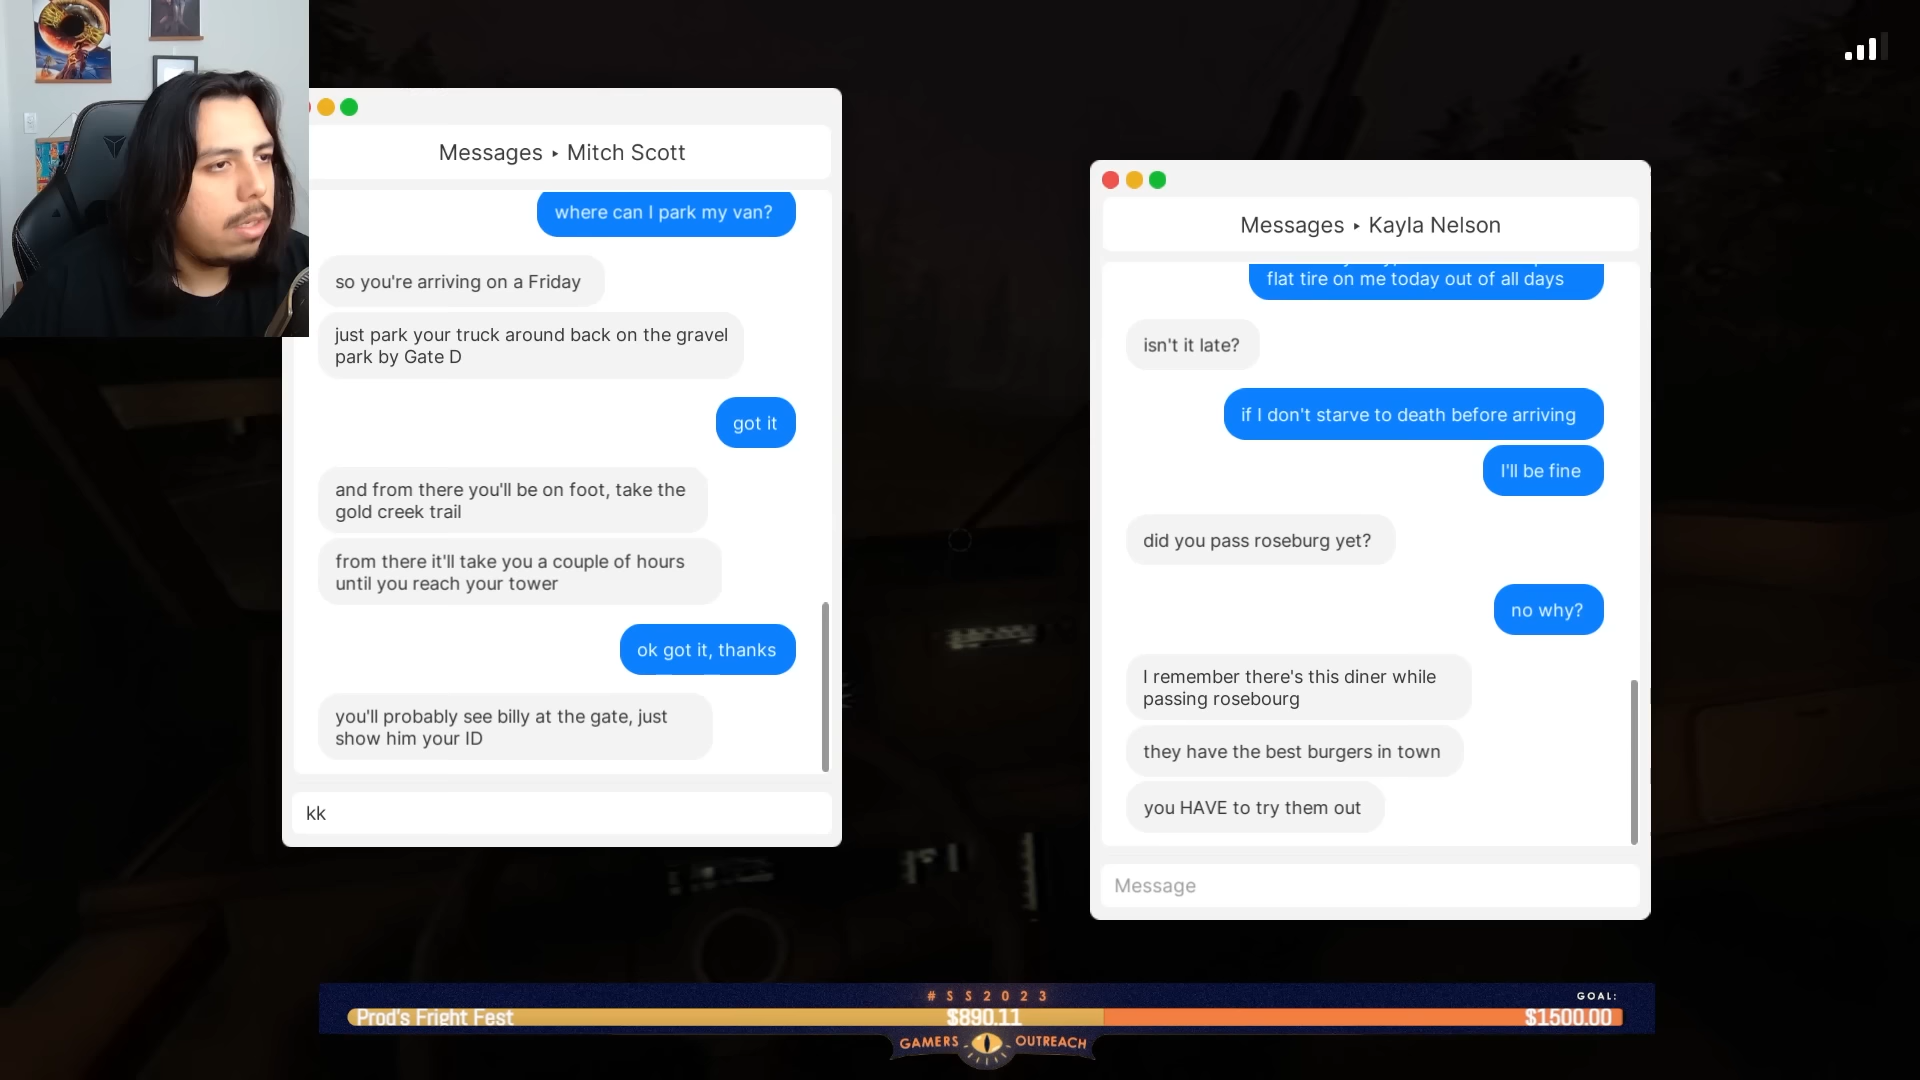 Messages ▸ Mitch Scott
where can I park my van?
so you're arriving on a Friday
just park your truck around back on the gravel
park by Gate D
got it
and from there you'll be on foot, take the
gold creek trail
from there it'll take you a couple of hours
until you reach your tower
ok got it, thanks
you'll probably see billy at the gate, just
show him your ID
kk
Messages ▸ Kayla Nelson
flat tire on me today out of all days
isn't it late?
if I don't starve to death before arriving
I'll be fine
did you pass roseburg yet?
no why?
I remember there's this diner while
passing rosebourg
they have the best burgers in town
you HAVE to try them out
Message
#SS2023
GOAL:
Prod's Fright Fest
$890.11
$1500.00
GAMERS OUTREACH